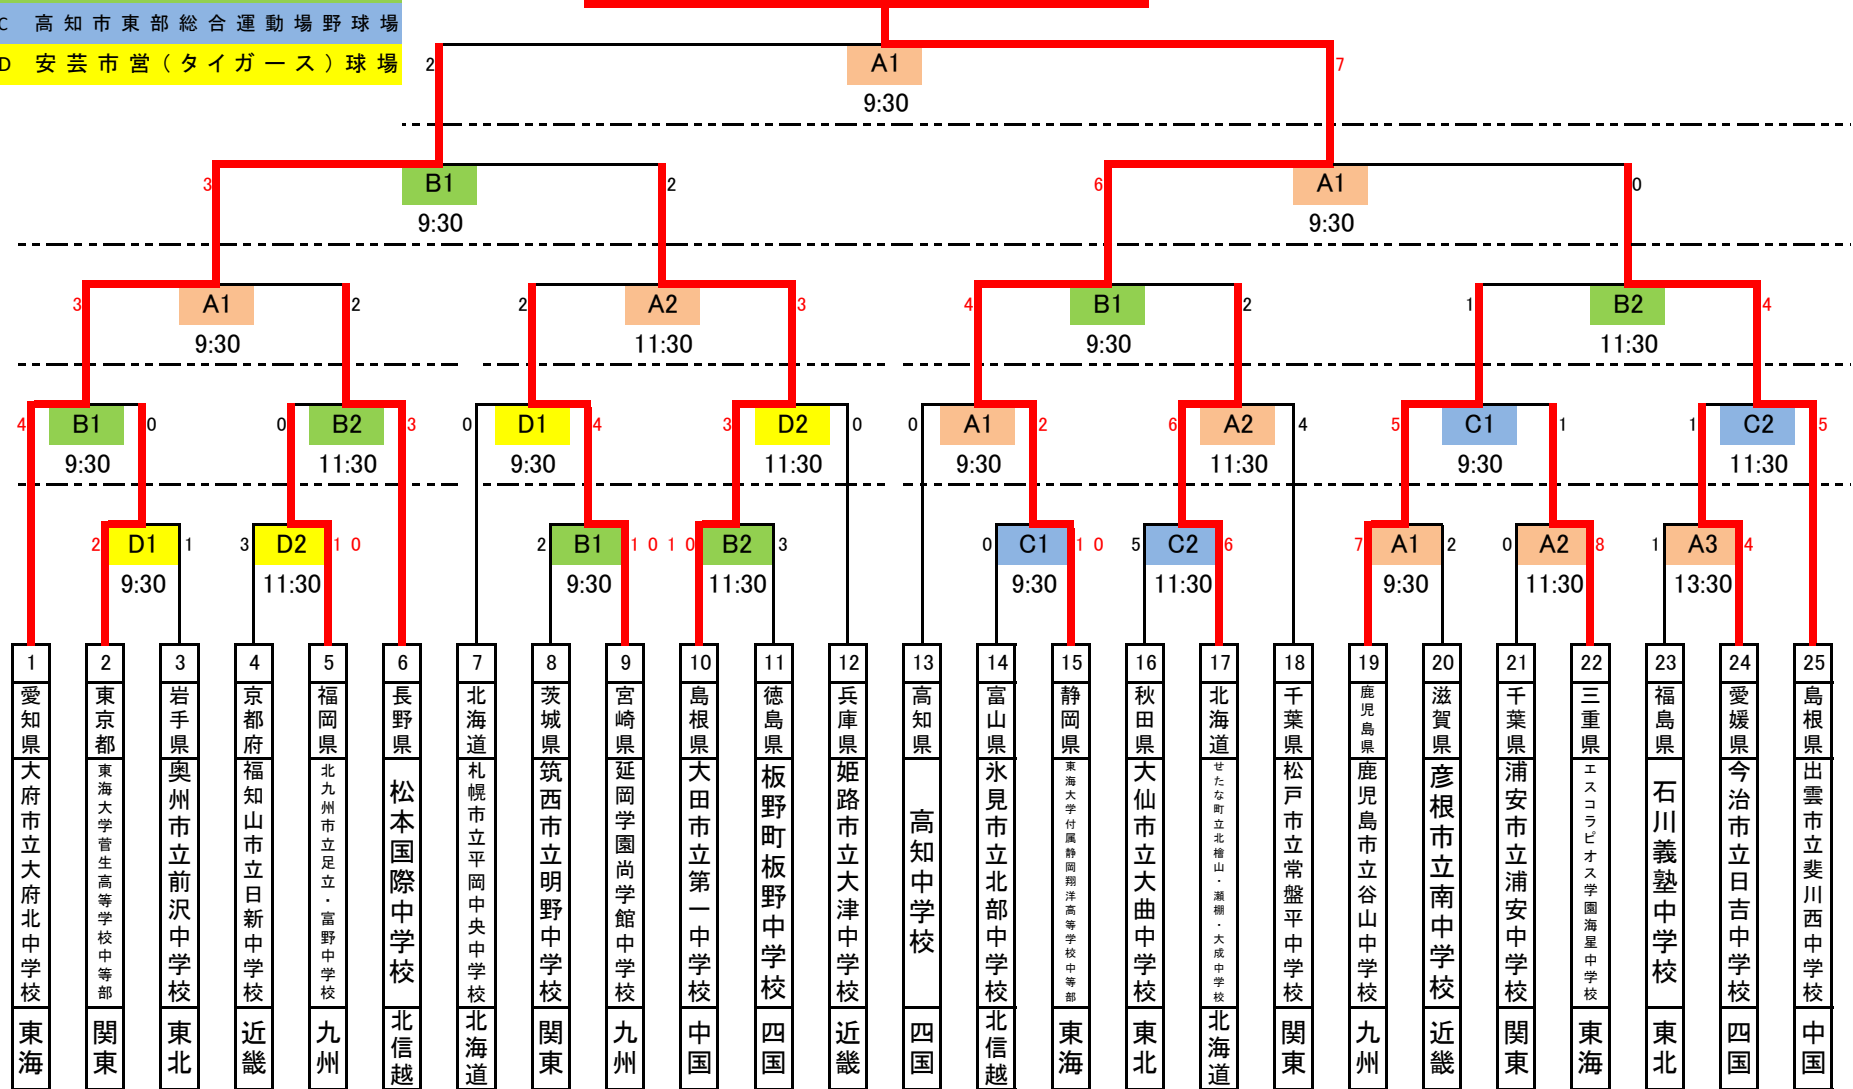 C 高知市東部総合運動場野球場
D 安芸市営(タイガース)球場
2 A1 7
9:30
3 B1 2 6 A1 0
9:30 9:30
3 A1 2 2 A2 3 4 B1 2 1 B2 4
9:30 11:30 9:30 11:30
4 B1 0 0 B2 3 0 D1 4 3 D2 0 0 A1 2 6 A2 4 5 C1 1 1 C2 5
9:30 11:30 9:30 11:30 9:30 11:30 9:30 11:30
2 D1 1 3 D2 10 2 B1 10 10 B2 3 0 C1 10 5 C2 6 7 A1 2 0 A2 8 1 A3 4
9:30 11:30 9:30 11:30 9:30 11:30 9:30 11:30 13:30
1 愛知県 大府市立大府北中学校 東海
2 東京都 東海大学菅生高等学校中等部 関東
3 岩手県 奥州市立前沢中学校 東北
4 京都府 福知山市立日新中学校 近畿
5 福岡県 北九州市立足立・富野中学校 九州
6 長野県 松本国際中学校 北信越
7 北海道 札幌市立平岡中央中学校 北海道
8 茨城県 筑西市立明野中学校 関東
9 宮崎県 延岡学園尚学館中学校 九州
10 島根県 大田市立第一中学校 中国
11 徳島県 板野町板野中学校 四国
12 兵庫県 姫路市立大津中学校 近畿
13 高知県 高知中学校 四国
14 富山県 氷見市立北部中学校 北信越
15 静岡県 東海大学付属静岡翔洋高等学校中等部 東海
16 秋田県 大仙市立大曲中学校 東北
17 北海道 せたな町立北檜山・瀬棚・大成中学校 北海道
18 千葉県 松戸市立常盤平中学校 関東
19 鹿児島県 鹿児島市立谷山中学校 九州
20 滋賀県 彦根市立南中学校 近畿
21 千葉県 浦安市立浦安中学校 関東
22 三重県 エスコラピオス学園海星中学校 東海
23 福島県 石川義塾中学校 東北
24 愛媛県 今治市立日吉中学校 四国
25 島根県 出雲市立斐川西中学校 中国